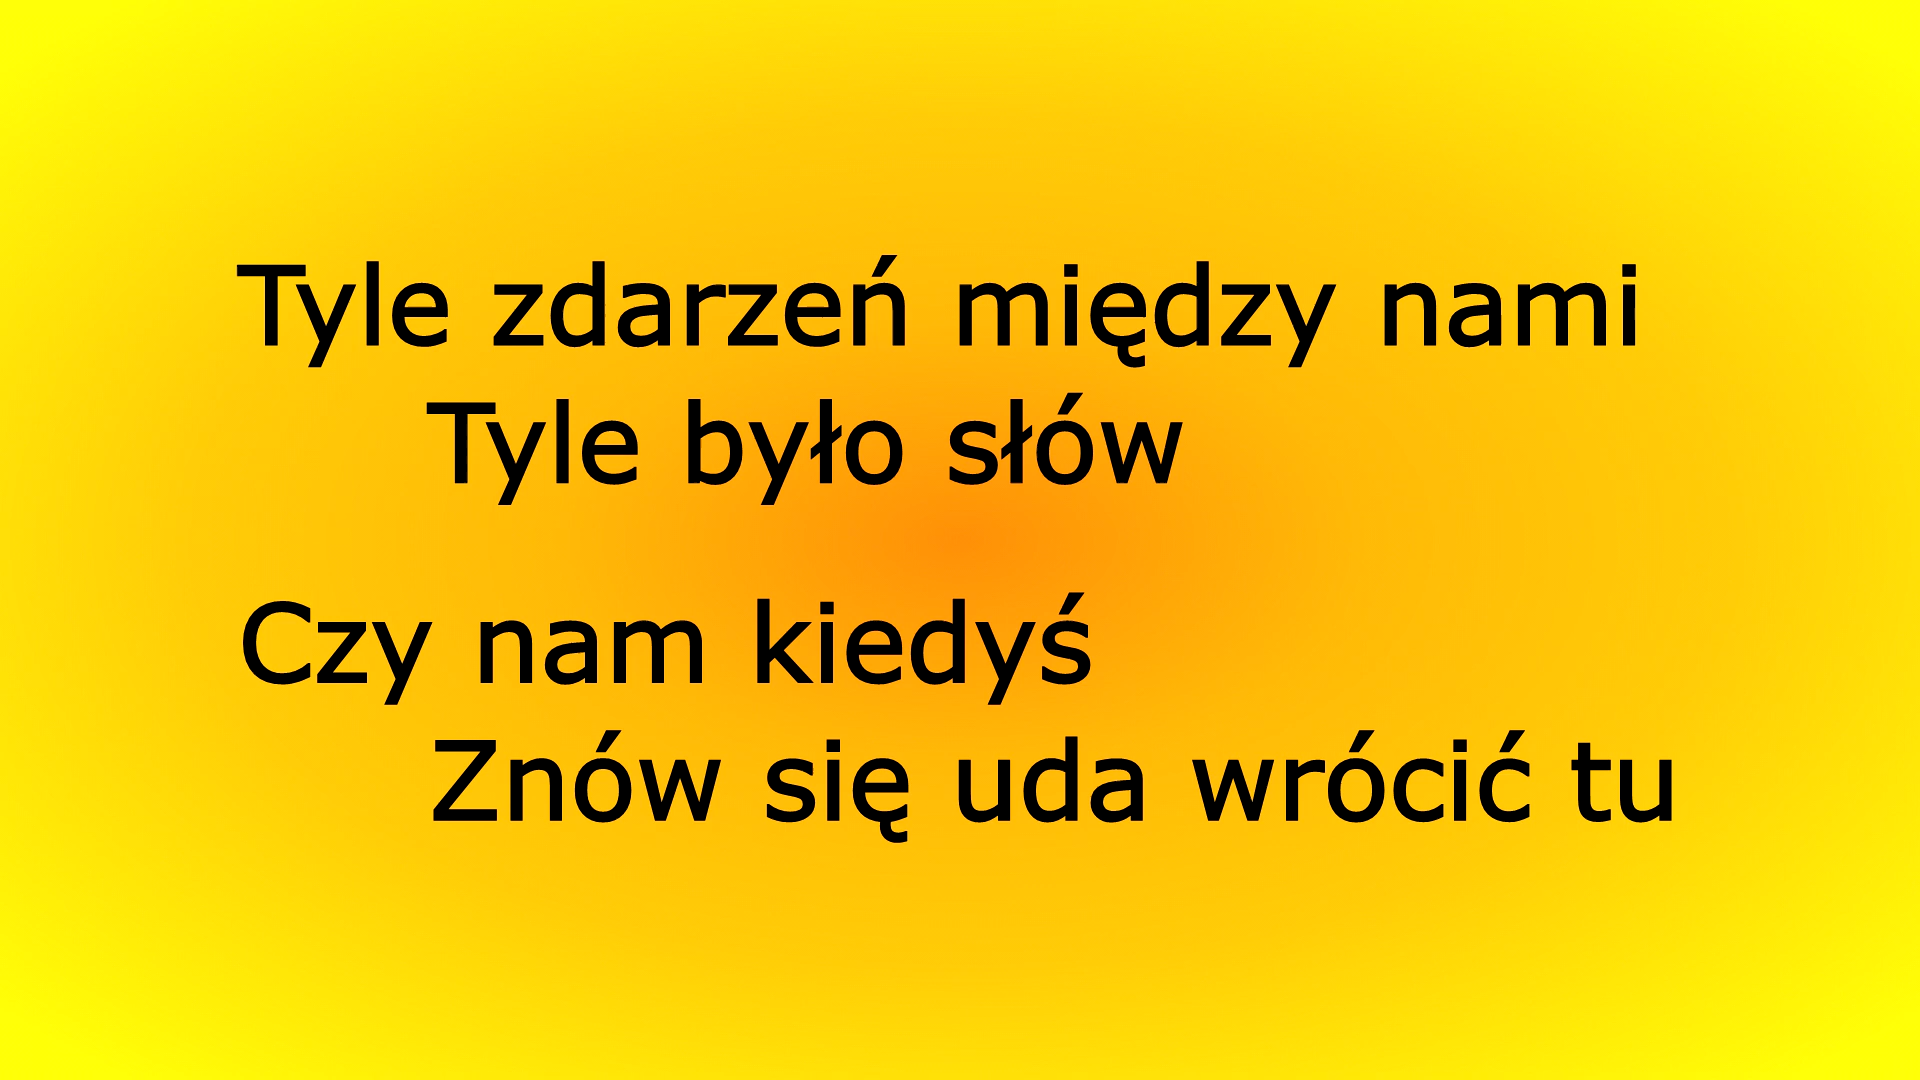 Tyle zdarzeń między nami
Tyle było słów
Czy nam kiedyś
Znów się uda wrócić tu